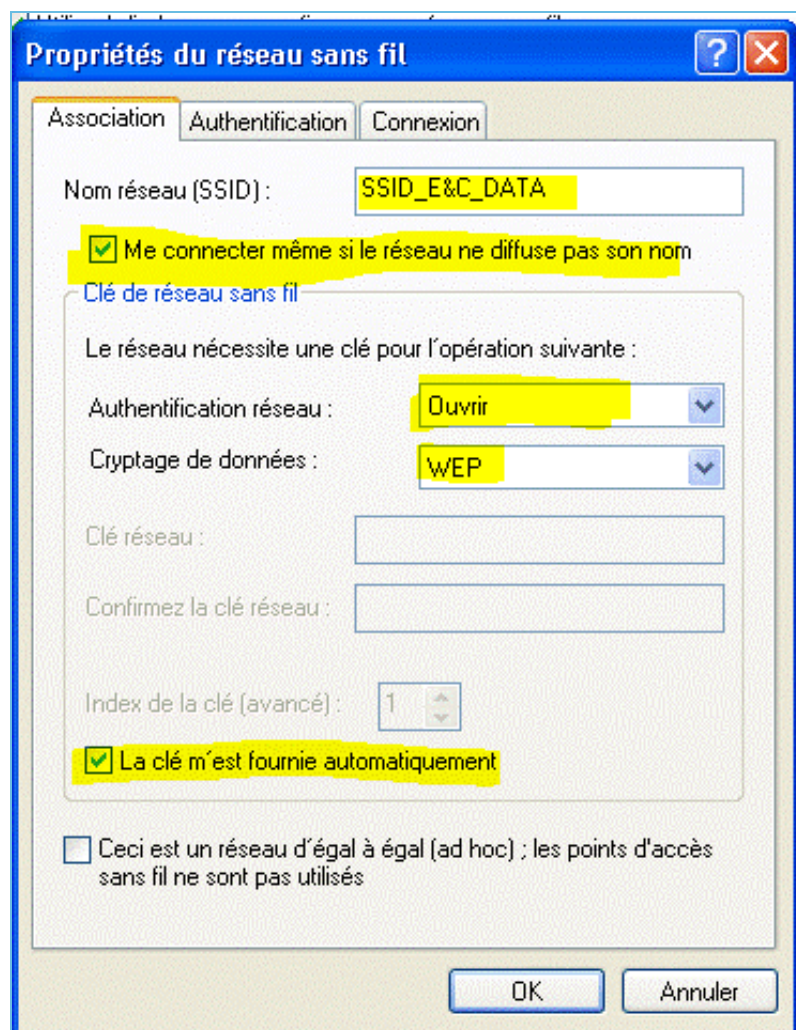 Propriétés du réseau sans fil
Association Authentification Connexion
Nom réseau (SSID) : SSID_E&C_DATA
Me connecter même si le réseau ne diffuse pas son nom
Clé de réseau sans fil
Le réseau nécessite une clé pour l'opération suivante :
Authentification réseau : Ouvrir
Cryptage de données : WEP
Clé réseau :
Confirmez la clé réseau :
Index de la clé (avancé) : 1
La clé m'est fournie automatiquement
Ceci est un réseau d'égal à égal (ad hoc) ; les points d'accès
sans fil ne sont pas utilisés
OK Annuler